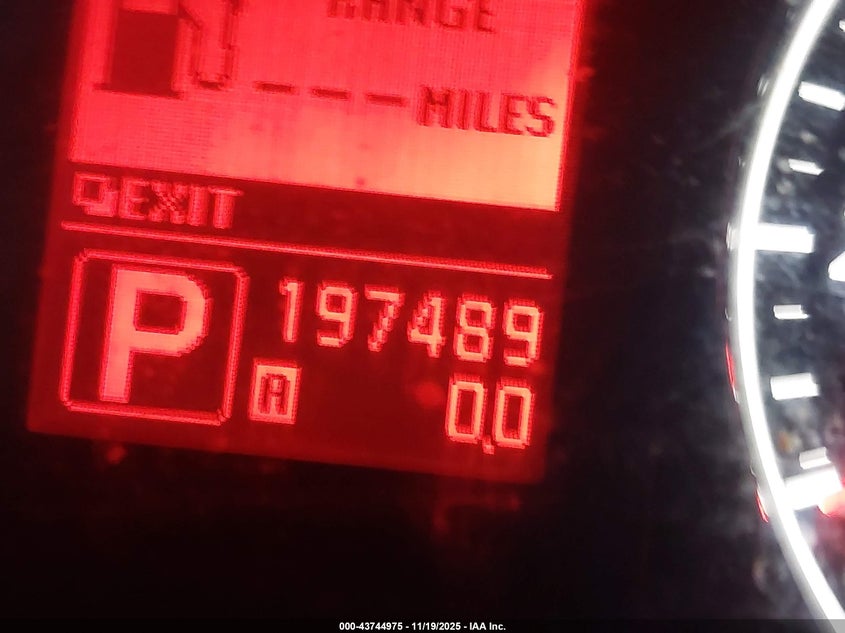 RANGE
--- MILES
EXIT
P
197489
A 0.0
000-43744975 - 11/19/2025 - IAA Inc.